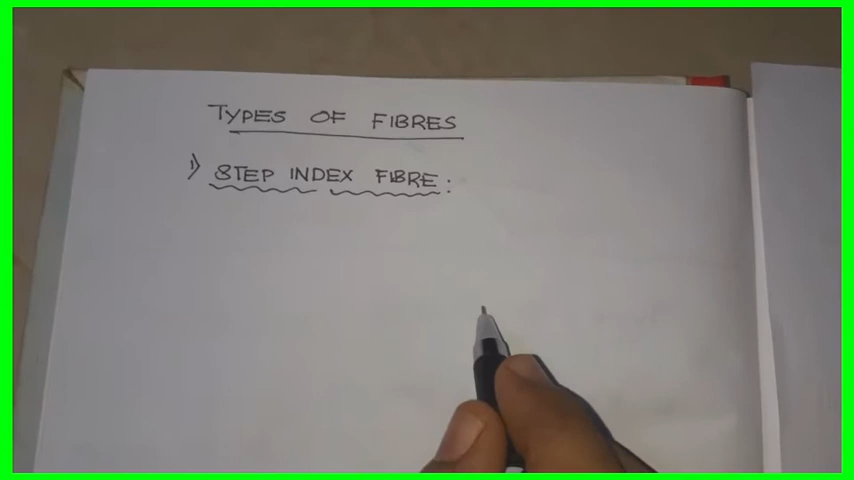 TYPES OF FIBRES
1) STEP INDEX FIBRE: